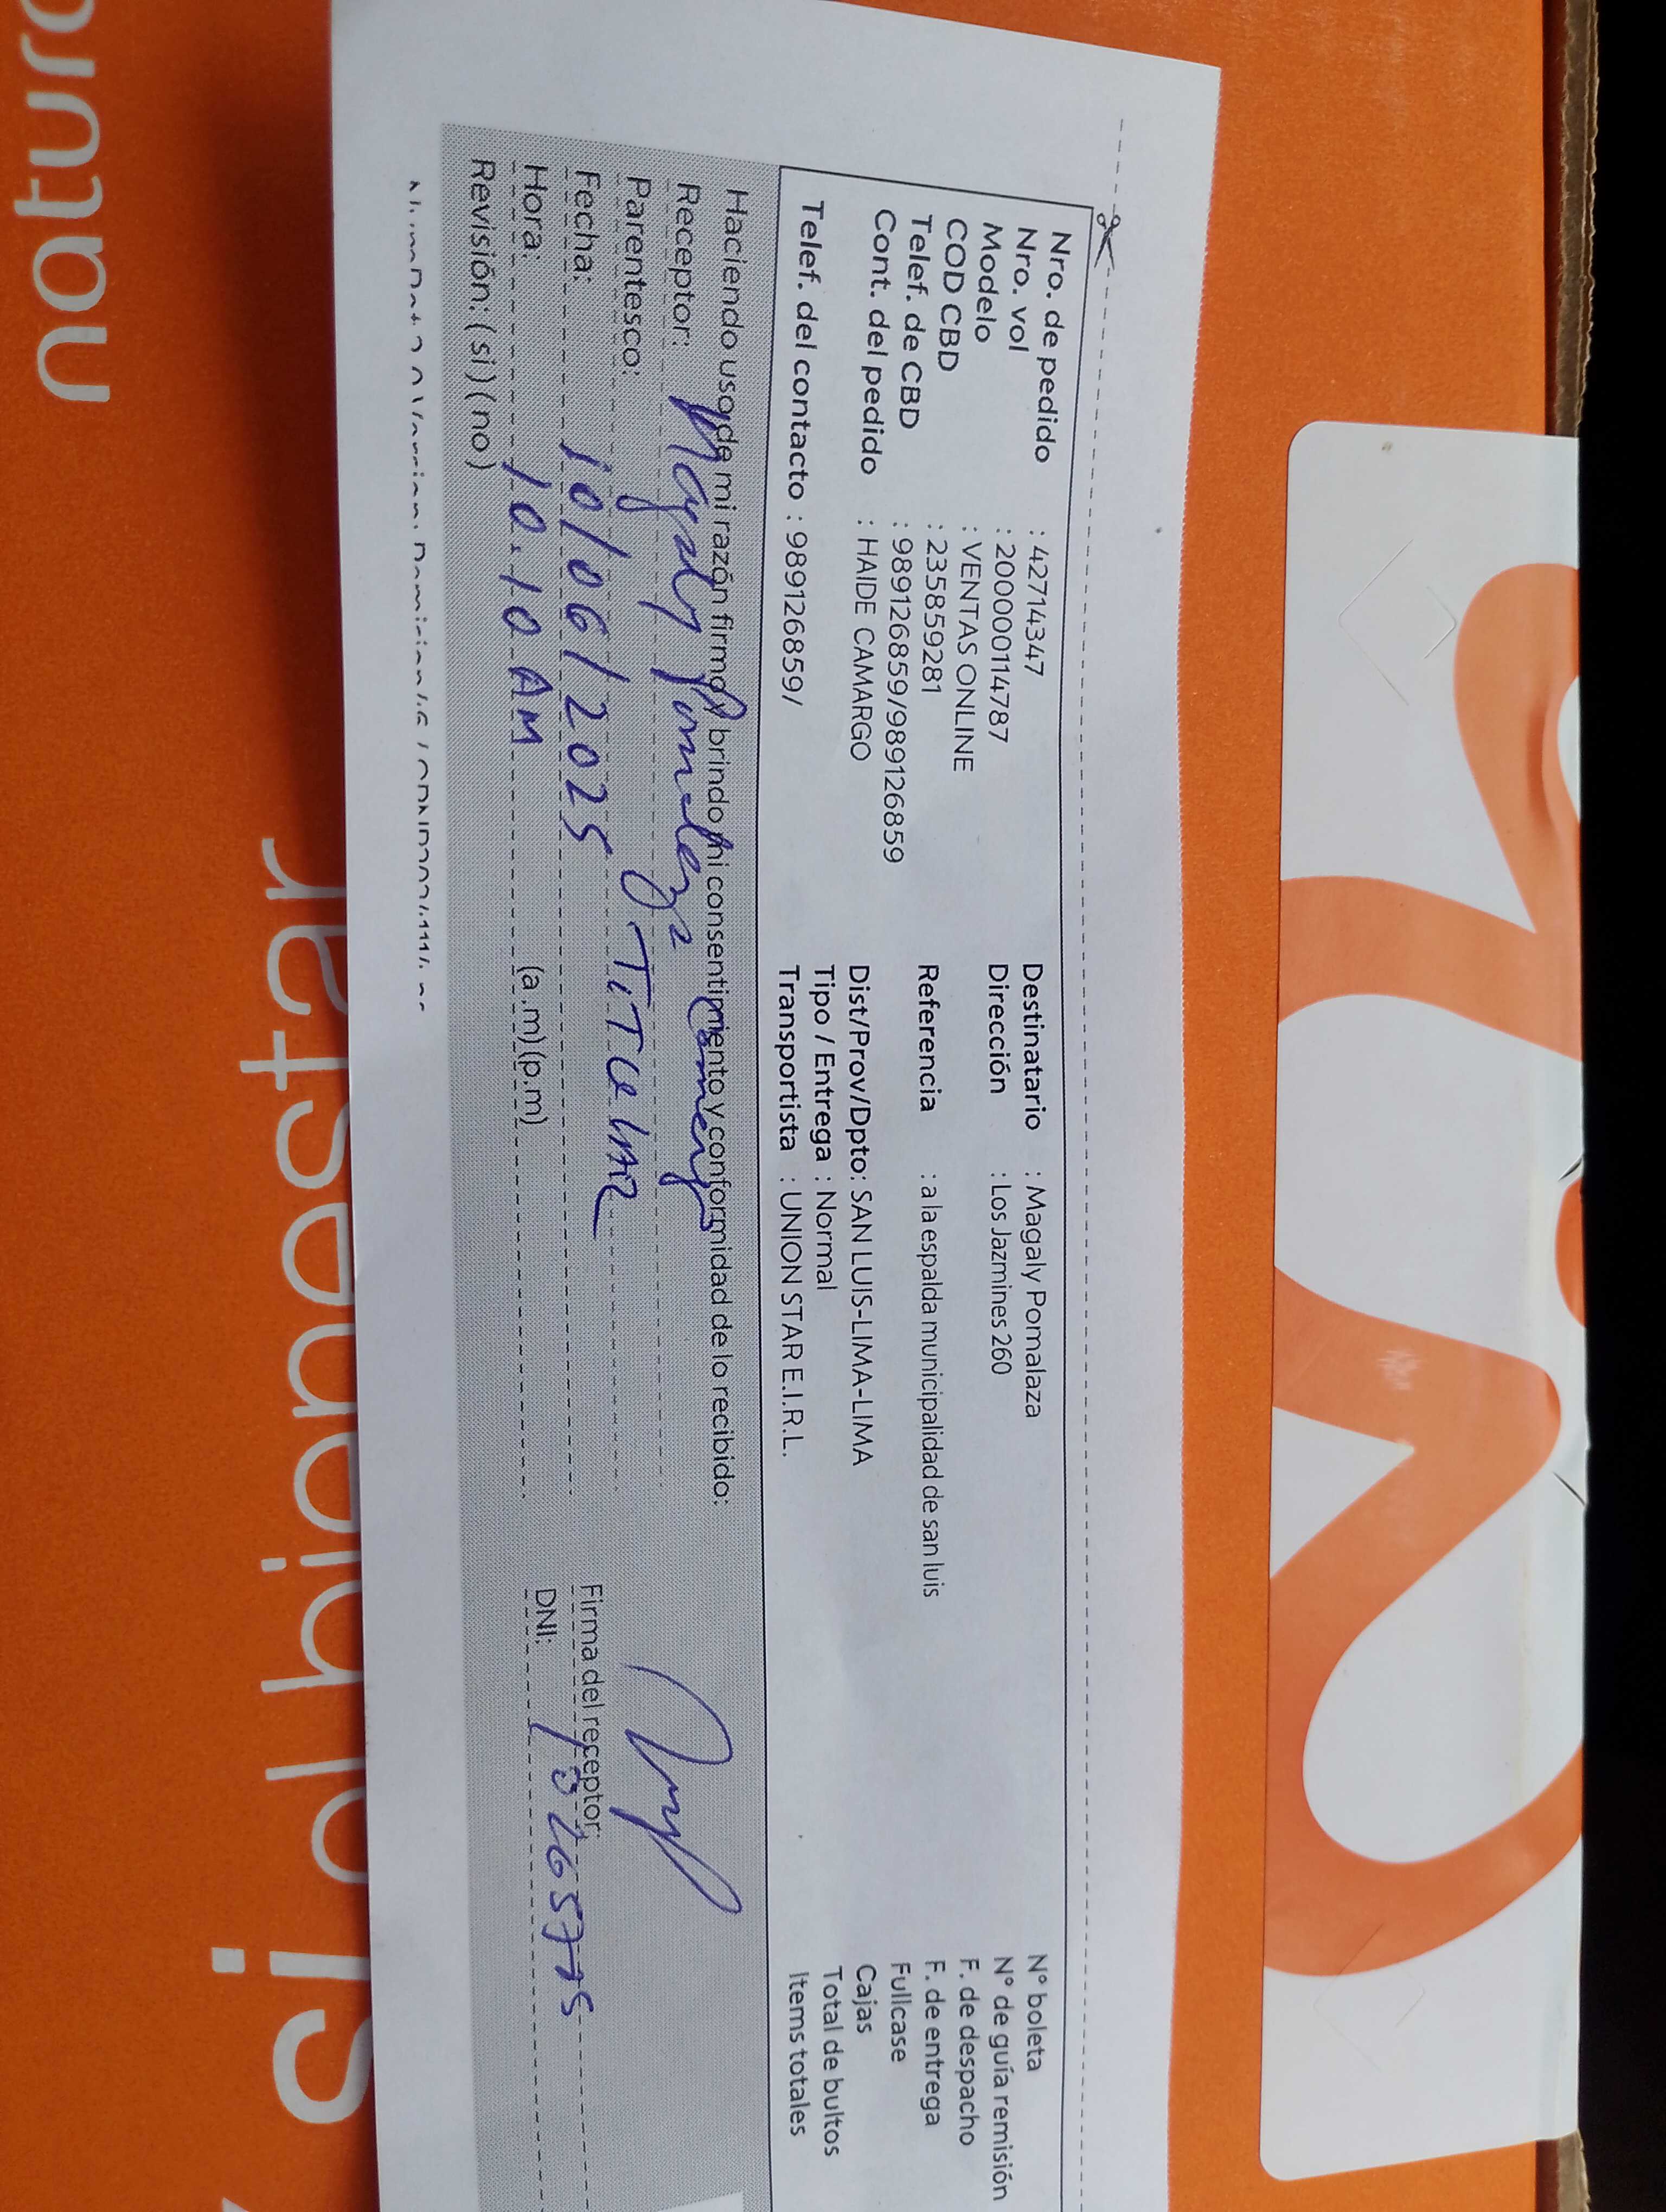 Nro. de pedido : 42714347
Nro. vol : 2000000114787
Modelo : VENTAS ONLINE
COD CBD : 235859281
Telef. de CBD : 989126859/989126859
Cont. del pedido : HAIDE CAMARGO
Telef. del contacto : 989126859/
Destinatario : Magaly Pomalaza
Dirección : Los Jazmines 260
Referencia : a la espalda municipalidad de san luis
Dist/Prov/Dpto: SAN LUIS-LIMA-LIMA
Tipo / Entrega : Normal
Transportista : UNION STAR E.I.R.L.
N° boleta
N° de guía remisión
F. de despacho
F. de entrega
Fullcase
Cajas
Total de bultos
Items totales
Haciendo uso de mi razón firmo y brindo mi consentimiento y conformidad de lo recibido:
Receptor: Magaly Pomalaza
Parentesco: TITULAR
Fecha: 10/06/2025
Hora: 10.10 AM (a.m)(p.m)
Revisión: (si)(no)
Firma del receptor:
DNI:
natura
bienestar